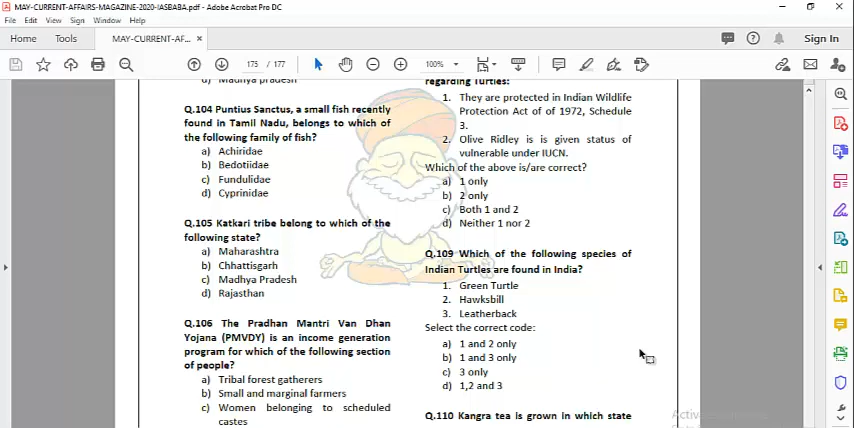 MAY-CURRENT-AFFAIRS-MAGAZINE-2020-IASBABA.pdf - Adobe Acrobat Pro DC
File Edit View Sign Window Help
Home Tools MAY-CURRENT-AF... × Sign In
175 / 177 100%
d) Madhya pradesh
Q.104 Puntius Sanctus, a small fish recently
found in Tamil Nadu, belongs to which of
the following family of fish?
a) Achiridae
b) Bedotiidae
c) Fundulidae
d) Cyprinidae
Q.105 Katkari tribe belong to which of the
following state?
a) Maharashtra
b) Chhattisgarh
c) Madhya Pradesh
d) Rajasthan
Q.106 The Pradhan Mantri Van Dhan
Yojana (PMVDY) is an income generation
program for which of the following section
of people?
a) Tribal forest gatherers
b) Small and marginal farmers
c) Women belonging to scheduled
castes
regarding Turtles:
1. They are protected in Indian Wildlife
Protection Act of of 1972, Schedule
3.
2. Olive Ridley is is given status of
vulnerable under IUCN.
Which of the above is/are correct?
a) 1 only
b) 2 only
c) Both 1 and 2
d) Neither 1 nor 2
Q.109 Which of the following species of
Indian Turtles are found in India?
1. Green Turtle
2. Hawksbill
3. Leatherback
Select the correct code:
a) 1 and 2 only
b) 1 and 3 only
c) 3 only
d) 1,2 and 3
Q.110 Kangra tea is grown in which state